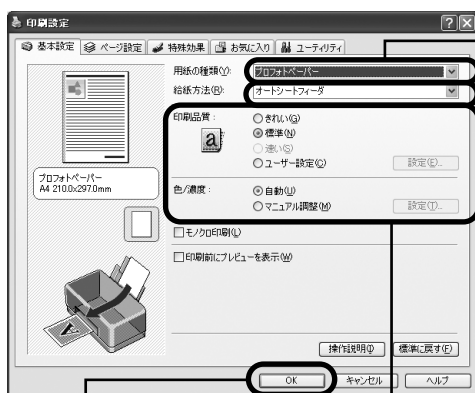 印刷設定
基本設定 ページ設定 特殊効果 お気に入り ユーティリティ
用紙の種類(Y): プロフォトペーパー
給紙方法(R): オートシートフィーダ
印刷品質: きれい(G)
標準(N)
速い(S)
ユーザー設定(C) 設定(E)...
プロフォトペーパー
A4 210.0x297.0mm
色/濃度: 自動(U)
マニュアル調整(M) 設定(T)...
モノクロ印刷(L)
印刷前にプレビューを表示(W)
操作説明(I) 標準に戻す(F)
OK キャンセル ヘルプ